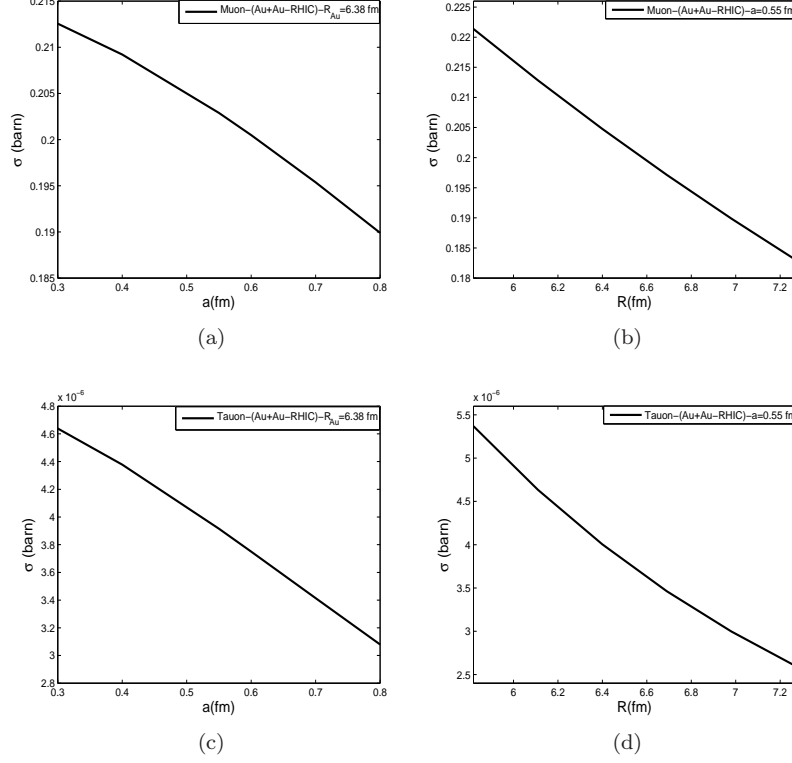 Muon−(Au+Au−RHIC)−R_Au=6.38 fm
0.215
0.21
0.205
0.2
0.195
0.19
0.185
σ (barn)
0.3 0.4 0.5 0.6 0.7 0.8
a(fm)
(a)
Muon−(Au+Au−RHIC)−a=0.55 fm
0.225
0.22
0.215
0.21
0.205
0.2
0.195
0.19
0.185
0.18
σ (barn)
6 6.2 6.4 6.6 6.8 7 7.2
R(fm)
(b)
x 10⁻⁶
Tauon−(Au+Au−RHIC)−R_Au=6.38 fm
4.8
4.6
4.4
4.2
4
3.8
3.6
3.4
3.2
3
2.8
σ (barn)
0.3 0.4 0.5 0.6 0.7 0.8
a(fm)
(c)
x 10⁻⁶
Tauon−(Au+Au−RHIC)−a=0.55 fm
5.5
5
4.5
4
3.5
3
2.5
σ (barn)
6 6.2 6.4 6.6 6.8 7 7.2
R(fm)
(d)